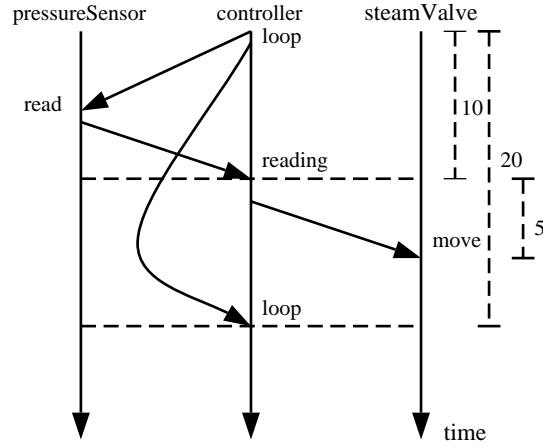 pressureSensor
controller
steamValve
loop
read
10
reading
20
move
5
loop
time